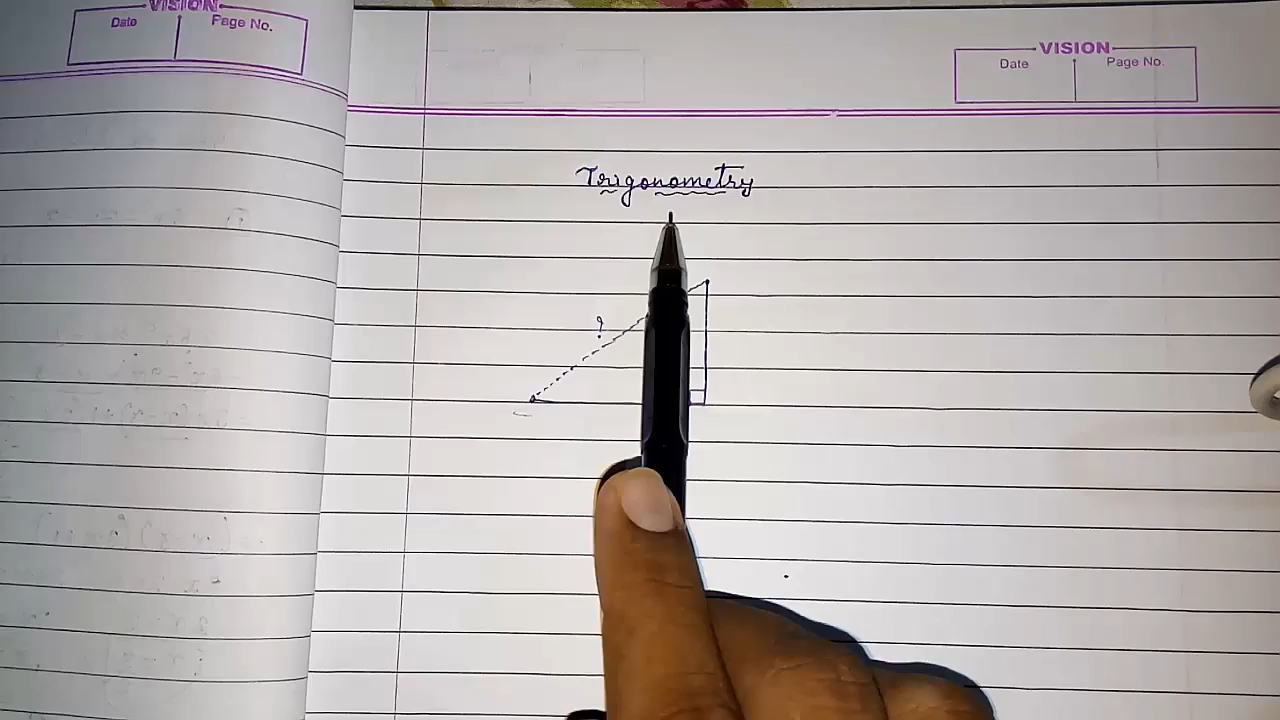 VISION
Date Page No.
VISION
Date Page No.
Trigonometry
?